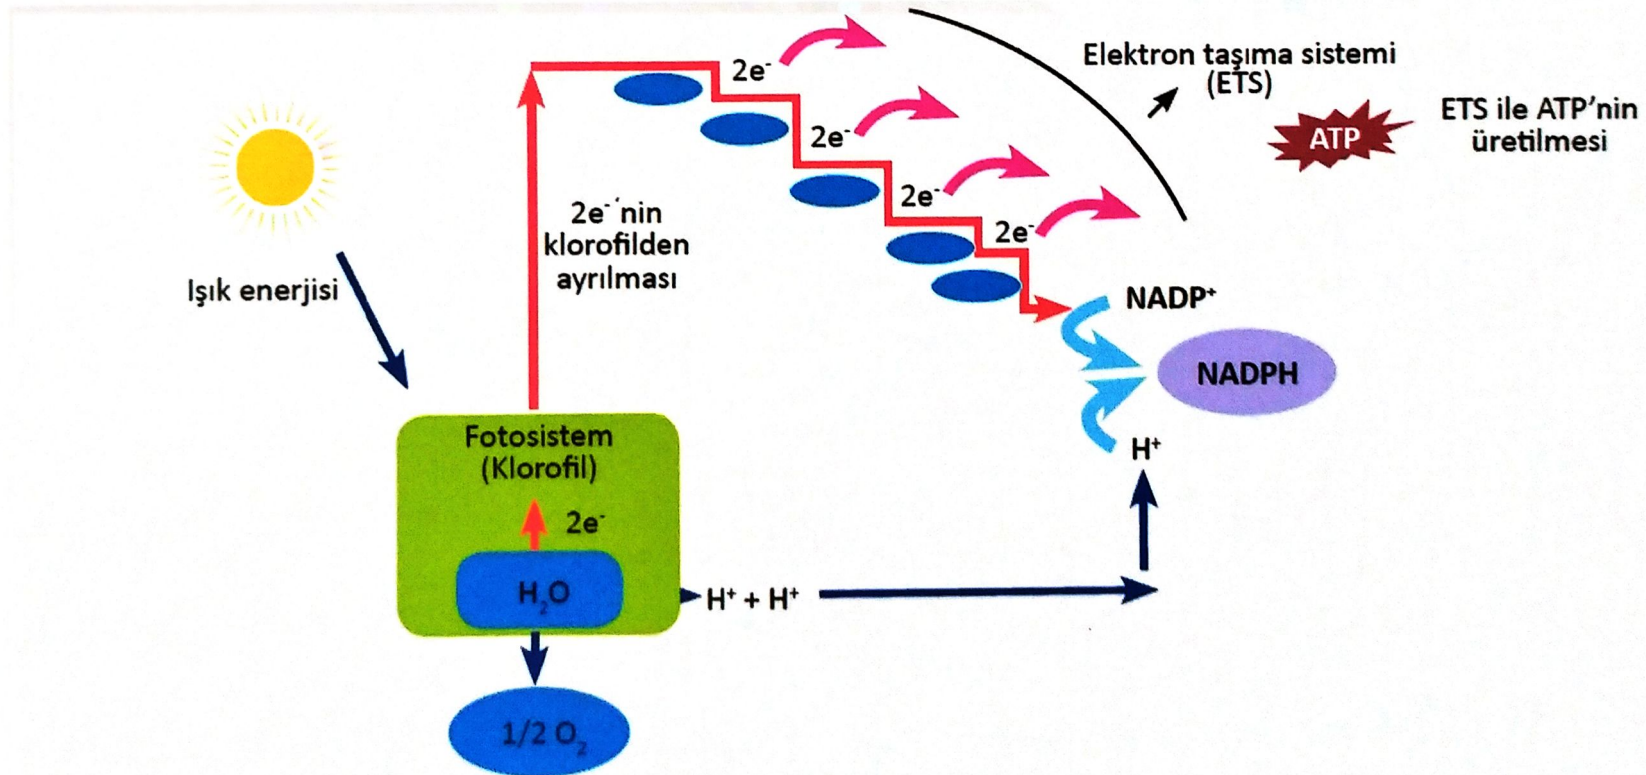 Elektron taşıma sistemi
(ETS)
ETS ile ATP’nin
üretilmesi
ATP
2e-
2e-
2e-
2e-
2e-´nin
klorofilden
ayrılması
Işık enerjisi
NADP+
NADPH
H+
Fotosistem
(Klorofil)
2e-
H2O
H+ + H+
1/2 O2